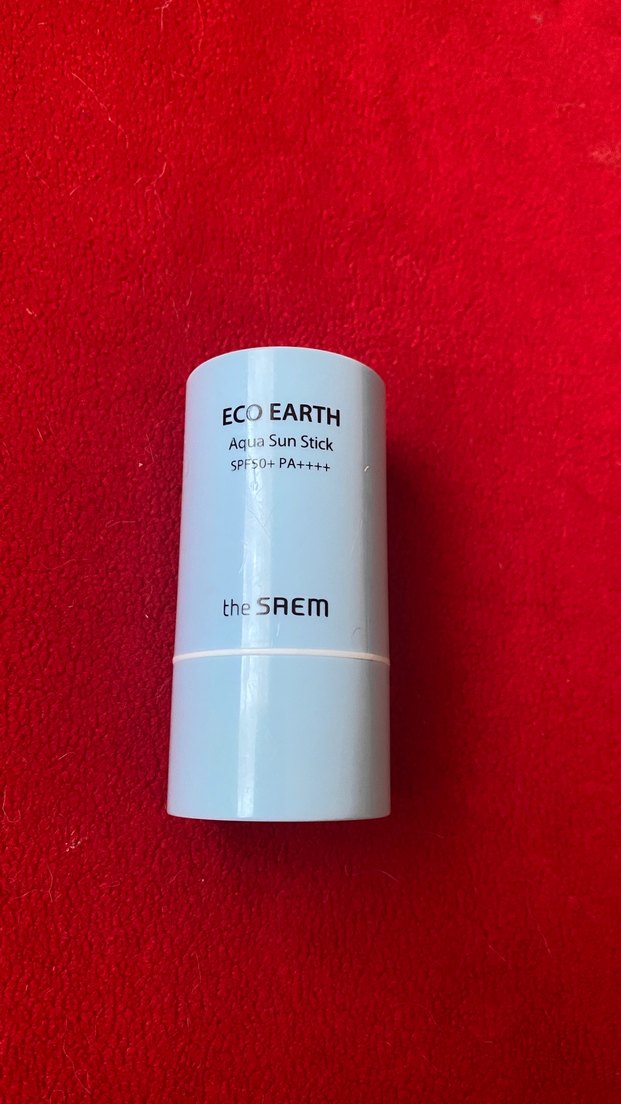 ECO EARTH
Aqua Sun Stick
SPF50+ PA++++
the SAEM